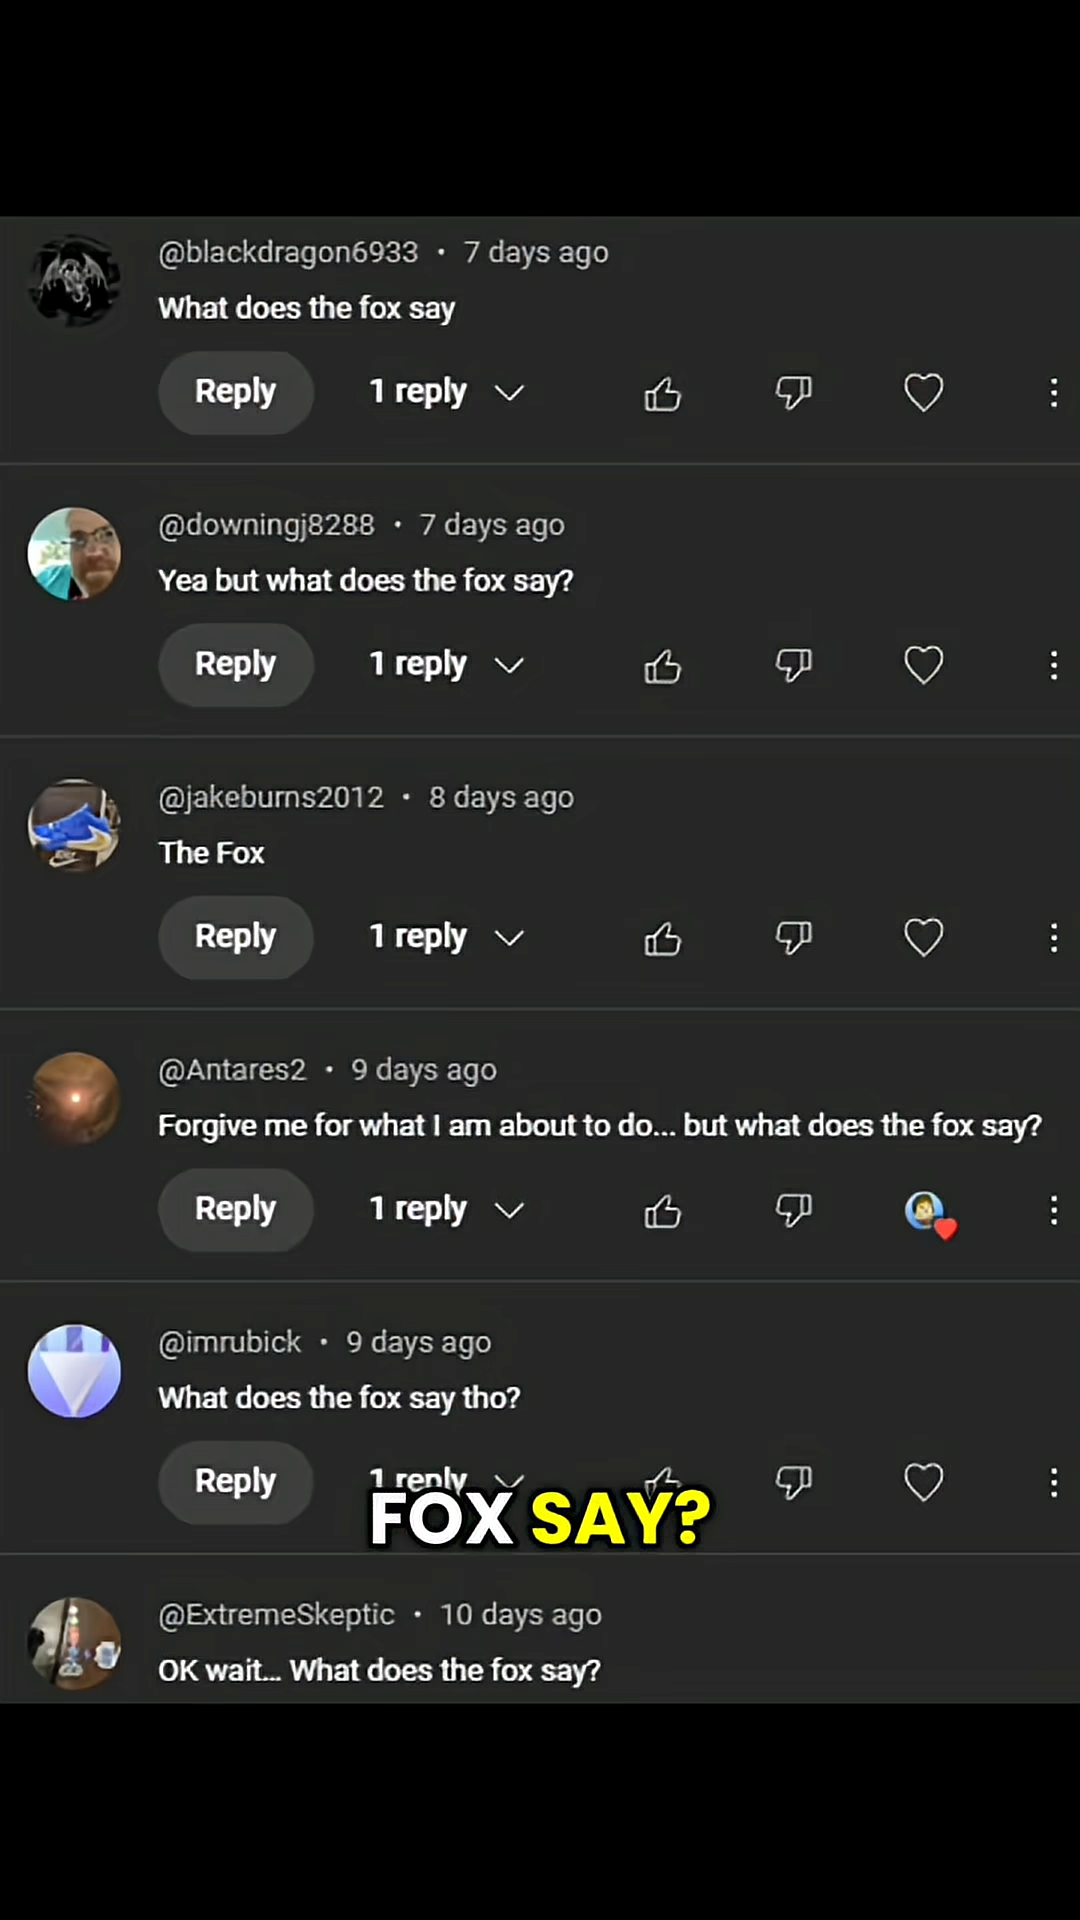 @blackdragon6933 • 7 days ago
What does the fox say
Reply 1 reply
@downingj8288 • 7 days ago
Yea but what does the fox say?
Reply 1 reply
@jakeburns2012 • 8 days ago
The Fox
Reply 1 reply
@Antares2 • 9 days ago
Forgive me for what I am about to do... but what does the fox say?
Reply 1 reply
@imrubick • 9 days ago
What does the fox say tho?
Reply 1 reply
FOX SAY?
@ExtremeSkeptic • 10 days ago
OK wait... What does the fox say?